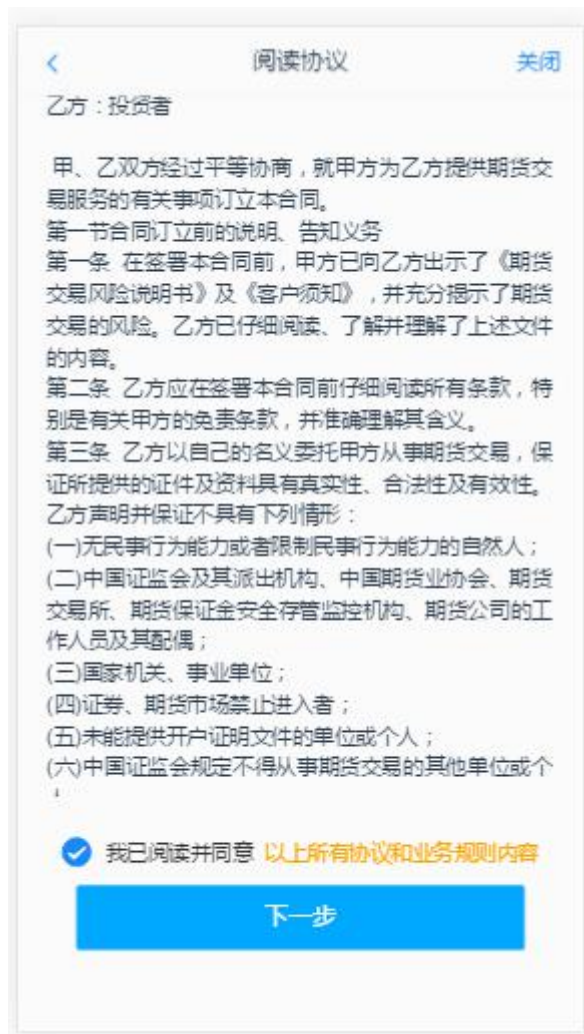 阅读协议 关闭
乙方：投资者
甲、乙双方经过平等协商，就甲方为乙方提供期货交
易服务的有关事项订立本合同。
第一节合同订立前的说明、告知义务
第一条 在签署本合同前，甲方已向乙方出示了《期货
交易风险说明书》及《客户须知》，并充分揭示了期货
交易的风险。乙方已仔细阅读、了解并理解了上述文件
的内容。
第二条 乙方应在签署本合同前仔细阅读所有条款，特
别是有关甲方的免责条款，并准确理解其含义。
第三条 乙方以自己的名义委托甲方从事期货交易，保
证所提供的证件及资料具有真实性、合法性及有效性。
乙方声明并保证不具有下列情形：
(一)无民事行为能力或者限制民事行为能力的自然人；
(二)中国证监会及其派出机构、中国期货业协会、期货
交易所、期货保证金安全存管监控机构、期货公司的工
作人员及其配偶；
(三)国家机关、事业单位；
(四)证券、期货市场禁止进入者；
(五)未能提供开户证明文件的单位或个人；
(六)中国证监会规定不得从事期货交易的其他单位或个
我已阅读并同意 以上所有协议和业务规则内容
下一步